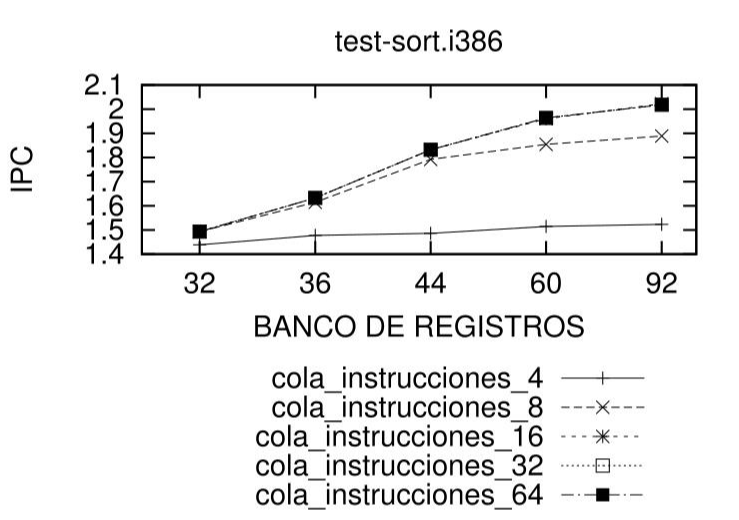 test-sort.i386
2.1
2
1.9
1.8
1.7
1.6
1.5
1.4
IPC
32 36 44 60 92
BANCO DE REGISTROS
cola_instrucciones_4
cola_instrucciones_8
cola_instrucciones_16
cola_instrucciones_32
cola_instrucciones_64